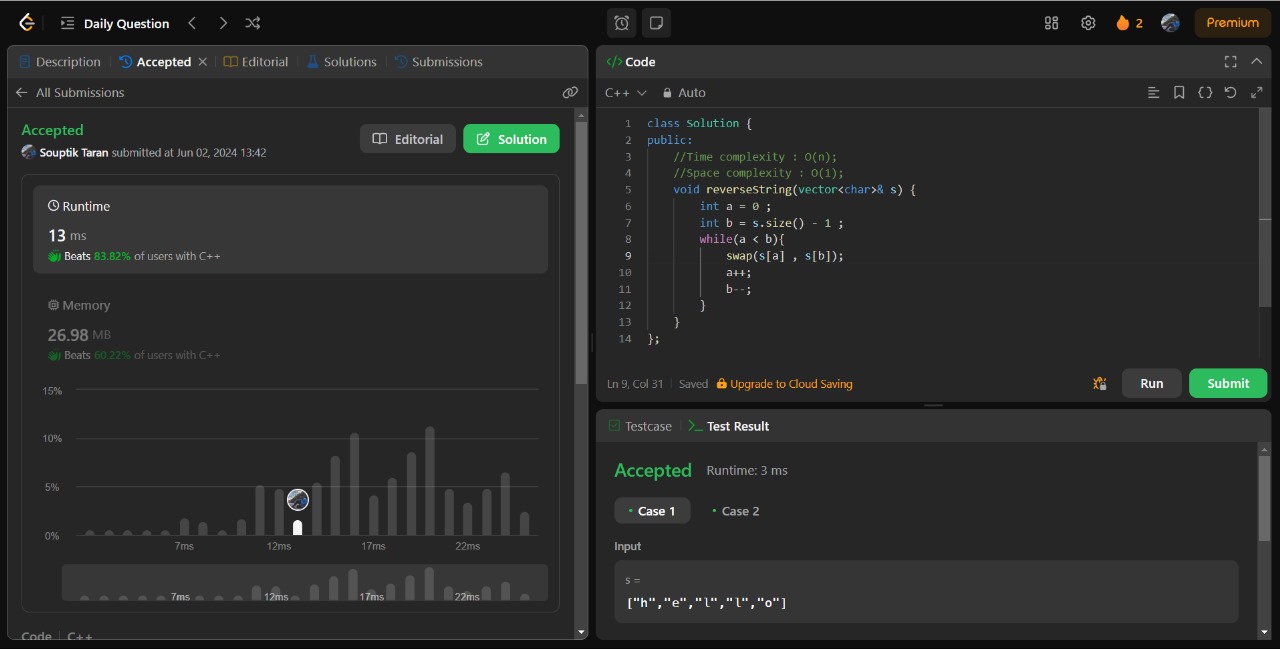 Daily Question
2
Premium
Description
Accepted
Editorial
Solutions
Submissions
All Submissions
Accepted
Editorial
Solution
Souptik Taran submitted at Jun 02, 2024 13:42
Runtime
13 ms
Beats 83.82% of users with C++
Memory
26.98 MB
Beats 60.22% of users with C++
15%
10%
5%
0%
7ms 12ms 17ms 22ms
7ms 12ms 17ms 22ms
Code | C++
</> Code
C++ Auto
1 class Solution {
2 public:
3 //Time complexity : O(n);
4 //Space complexity : O(1);
5 void reverseString(vector<char>& s) {
6 int a = 0 ;
7 int b = s.size() - 1 ;
8 while(a < b){
9 swap(s[a] , s[b]);
10 a++;
11 b--;
12 }
13 }
14 };
Ln 9, Col 31 | Saved Upgrade to Cloud Saving
Run
Submit
Testcase
>_ Test Result
Accepted Runtime: 3 ms
• Case 1 • Case 2
Input
s =
["h","e","l","l","o"]